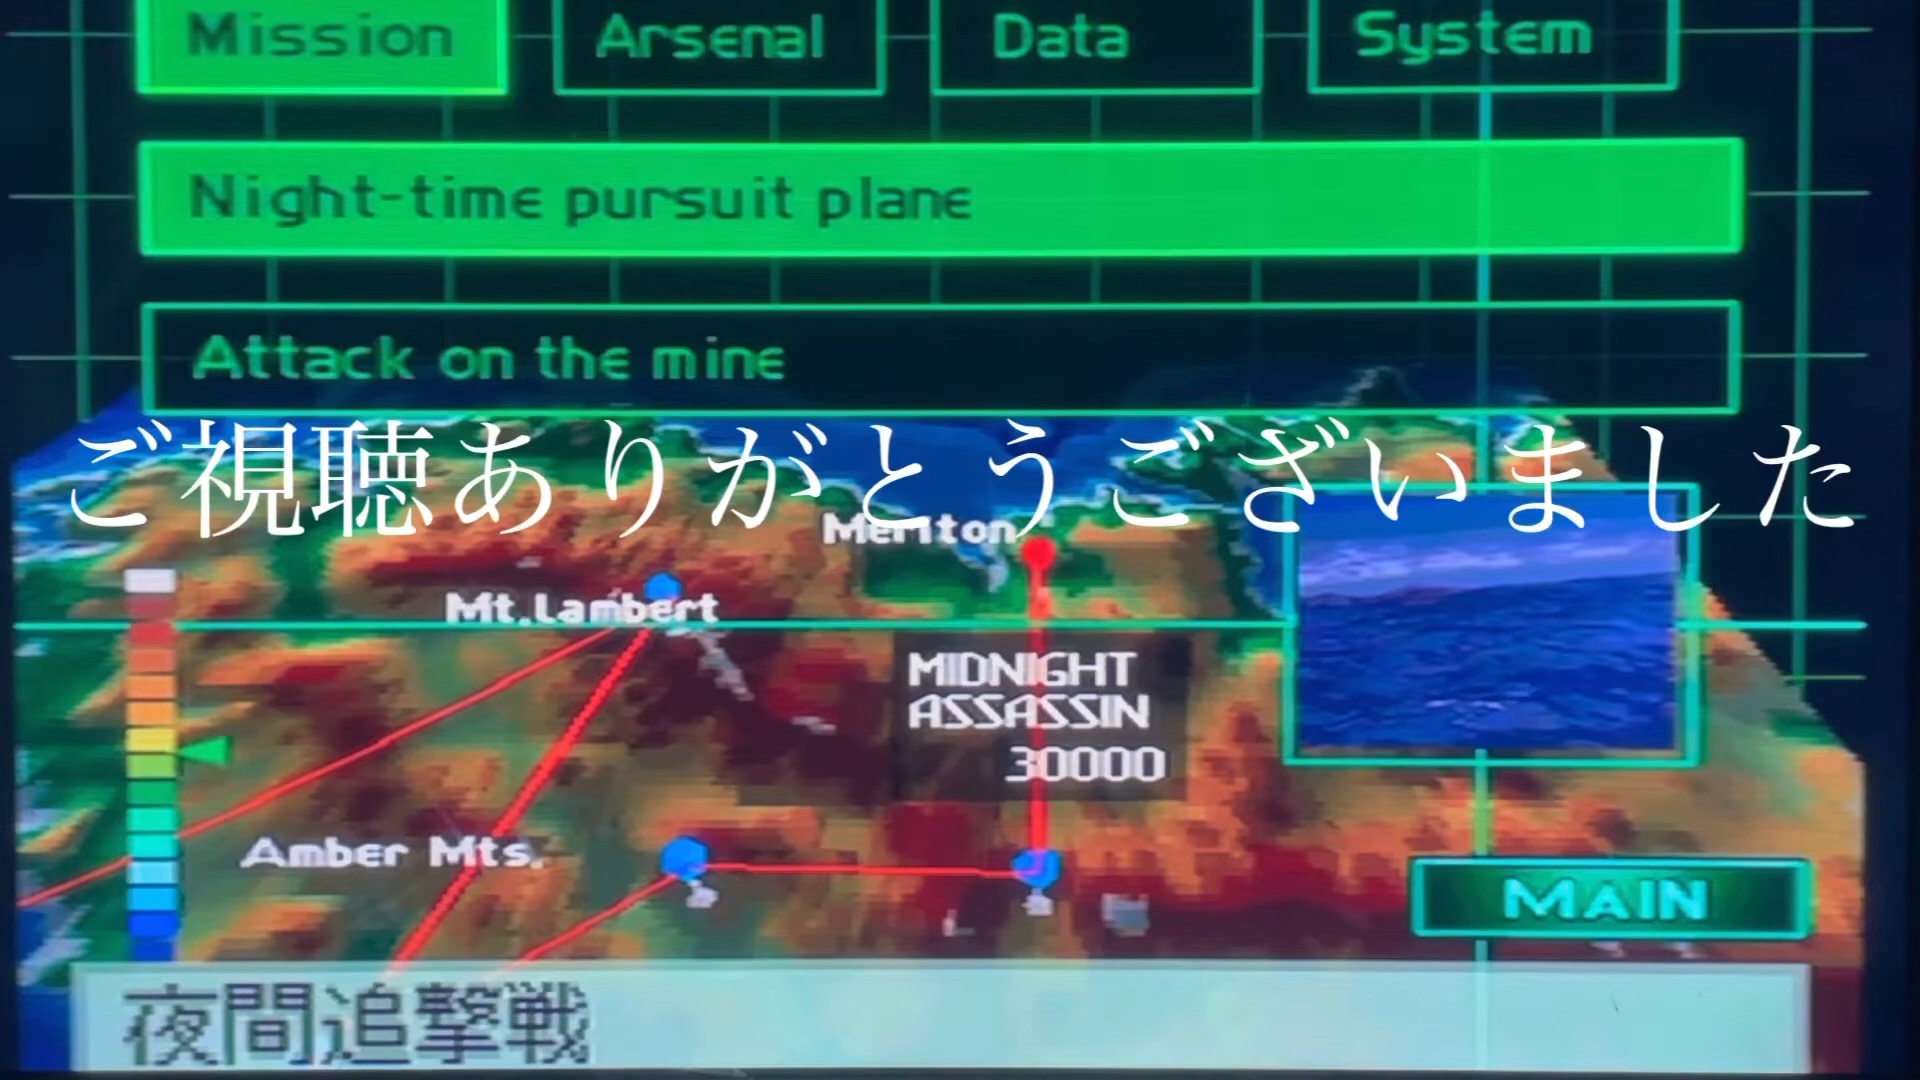 Mission Arsenal Data System
Night-time pursuit plane
Attack on the mine
ご視聴ありがとうございました
Meriton
Mt.Lambert
MIDNIGHT
ASSASSIN
30000
Amber Mts.
MAIN
夜間追撃戦